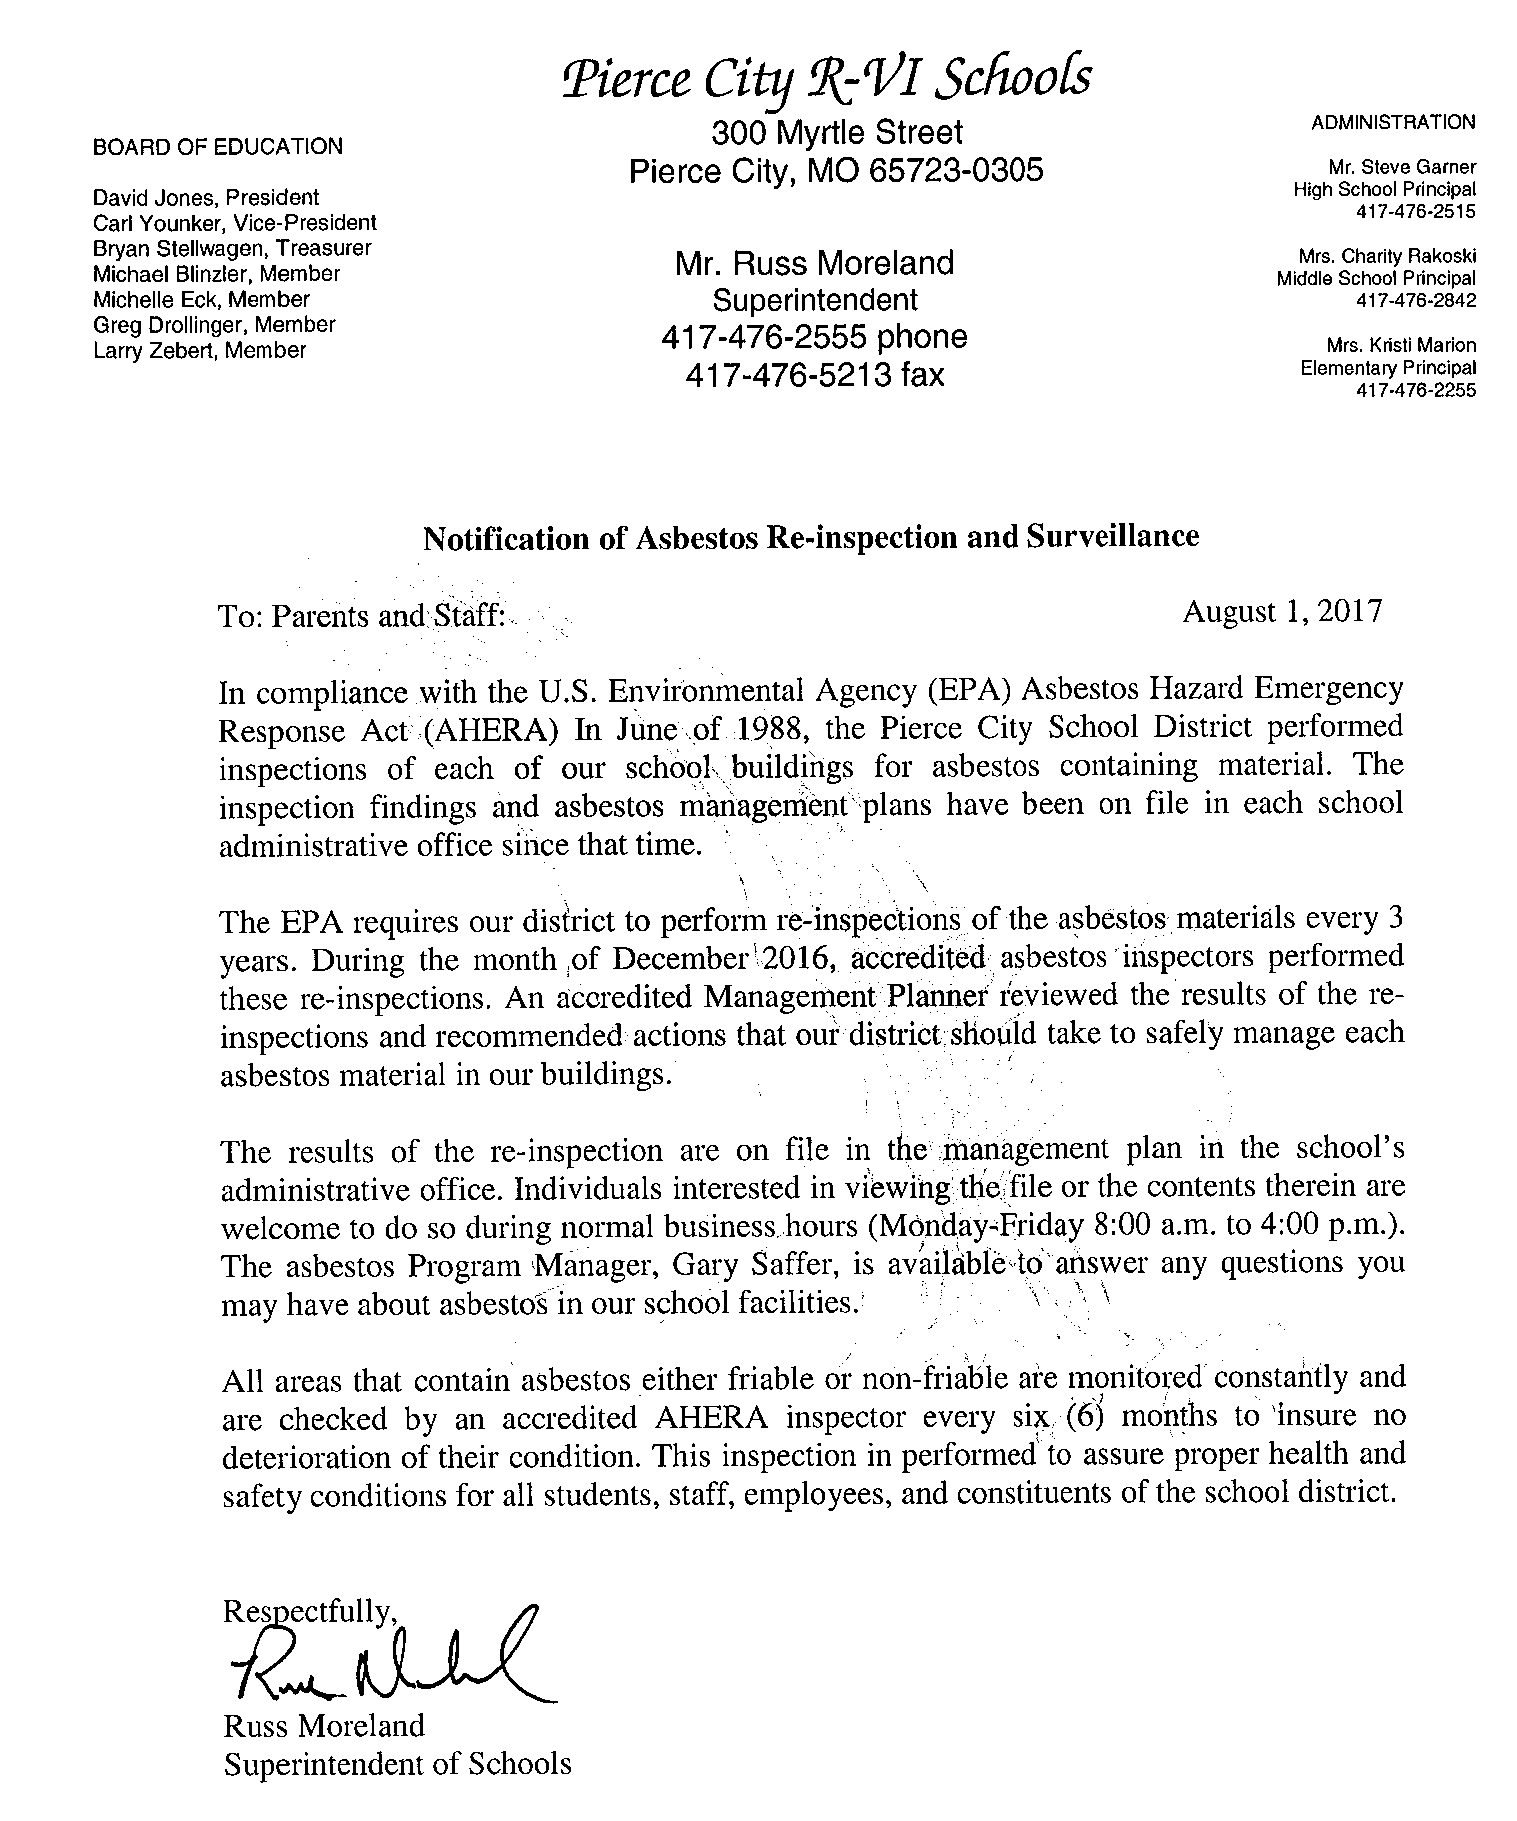 Pierce City R-VI Schools
300 Myrtle Street
Pierce City, MO 65723-0305
Mr. Russ Moreland
Superintendent
417-476-2555 phone
417-476-5213 fax
BOARD OF EDUCATION
David Jones, President
Carl Younker, Vice-President
Bryan Stellwagen, Treasurer
Michael Blinzler, Member
Michelle Eck, Member
Greg Drollinger, Member
Larry Zebert, Member
ADMINISTRATION
Mr. Steve Garner
High School Principal
417-476-2515
Mrs. Charity Rakoski
Middle School Principal
417-476-2842
Mrs. Kristi Marion
Elementary Principal
417-476-2255
Notification of Asbestos Re-inspection and Surveillance
To: Parents and Staff: August 1, 2017
In compliance with the U.S. Environmental Agency (EPA) Asbestos Hazard Emergency
Response Act (AHERA) In June of 1988, the Pierce City School District performed
inspections of each of our school buildings for asbestos containing material. The
inspection findings and asbestos management plans have been on file in each school
administrative office since that time.
The EPA requires our district to perform re-inspections of the asbestos materials every 3
years. During the month of December 2016, accredited asbestos inspectors performed
these re-inspections. An accredited Management Planner reviewed the results of the re-
inspections and recommended actions that our district should take to safely manage each
asbestos material in our buildings.
The results of the re-inspection are on file in the management plan in the school's
administrative office. Individuals interested in viewing the file or the contents therein are
welcome to do so during normal business hours (Monday-Friday 8:00 a.m. to 4:00 p.m.).
The asbestos Program Manager, Gary Saffer, is available to answer any questions you
may have about asbestos in our school facilities.
All areas that contain asbestos either friable or non-friable are monitored constantly and
are checked by an accredited AHERA inspector every six (6) months to insure no
deterioration of their condition. This inspection in performed to assure proper health and
safety conditions for all students, staff, employees, and constituents of the school district.
Respectfully,
Russ Moreland
Superintendent of Schools